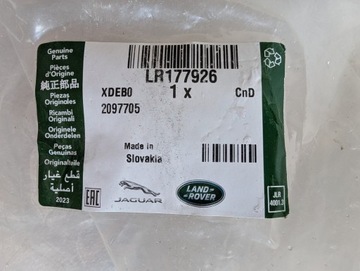 Genuine
Parts
Pièces
d'Origine
純正部品
Piezas
Originales
Ricambi
Originali
Originele
Onderdelen
Peças
Genuínas
Originalteile
قطع غيار
أصلية
2023
LR177926
XDEB0 1 x CnD
2097705
Made in
Slovakia
EAC
JAGUAR
LAND-
ROVER
JLR